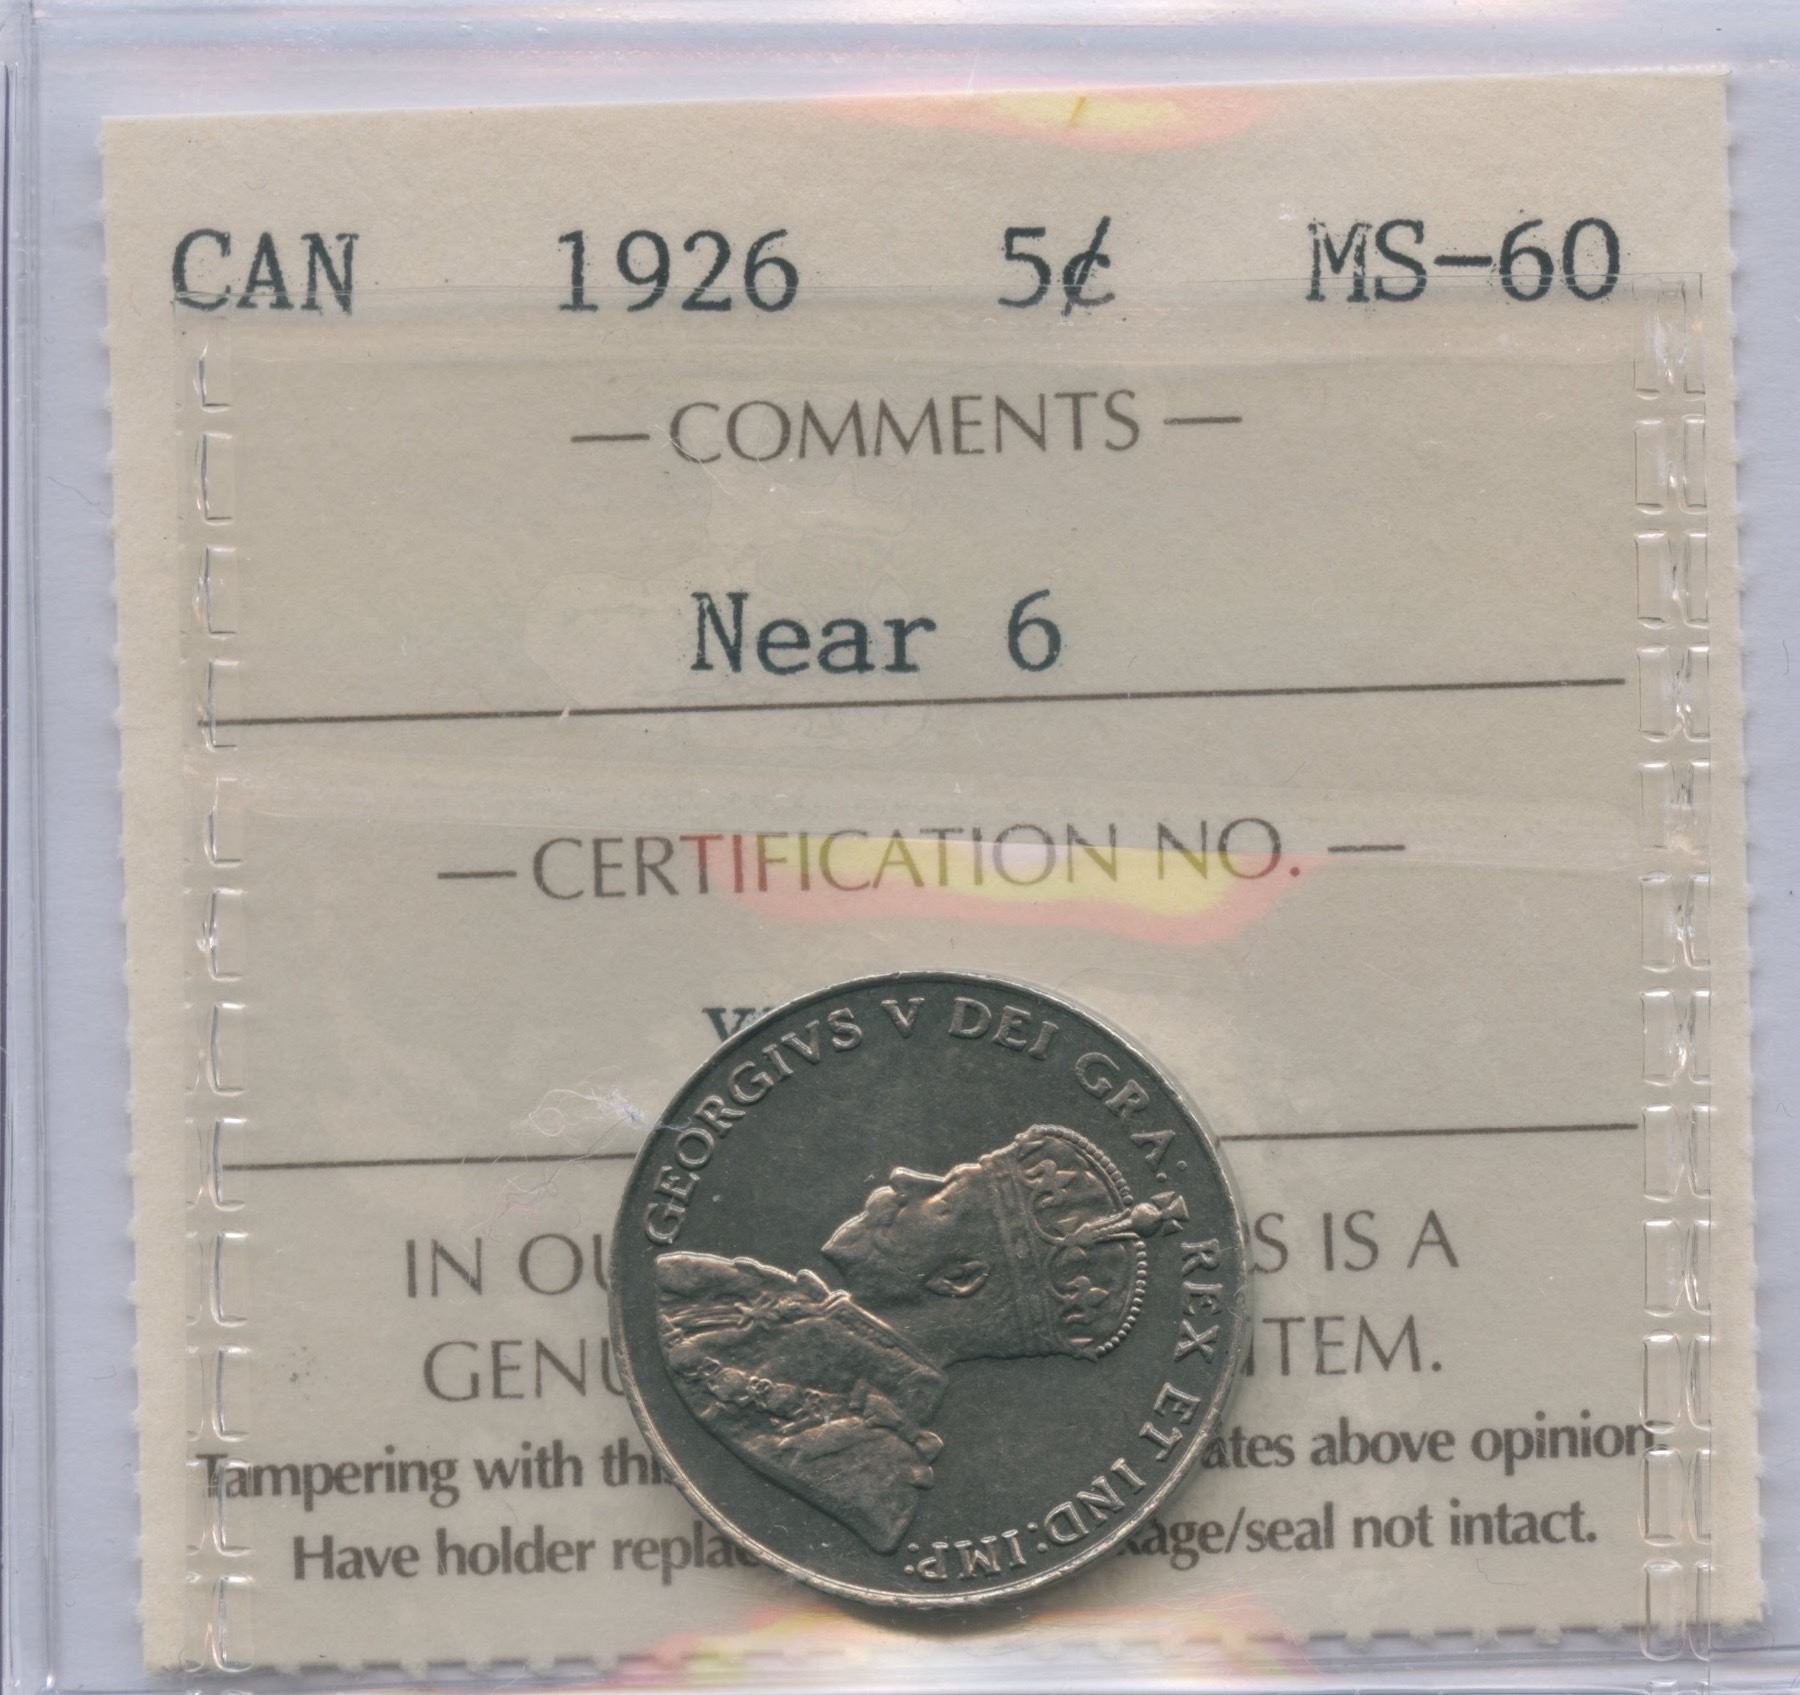 CAN 1926 5¢ MS-60
— COMMENTS —
Near 6
— CERTIFICATION NO. —
GEORGIVS V DEI GRA: REX ET IND: IMP:
IN OU S IS A
GENU ITEM.
Tampering with thi ates above opinion.
Have holder repla kage/seal not intact.